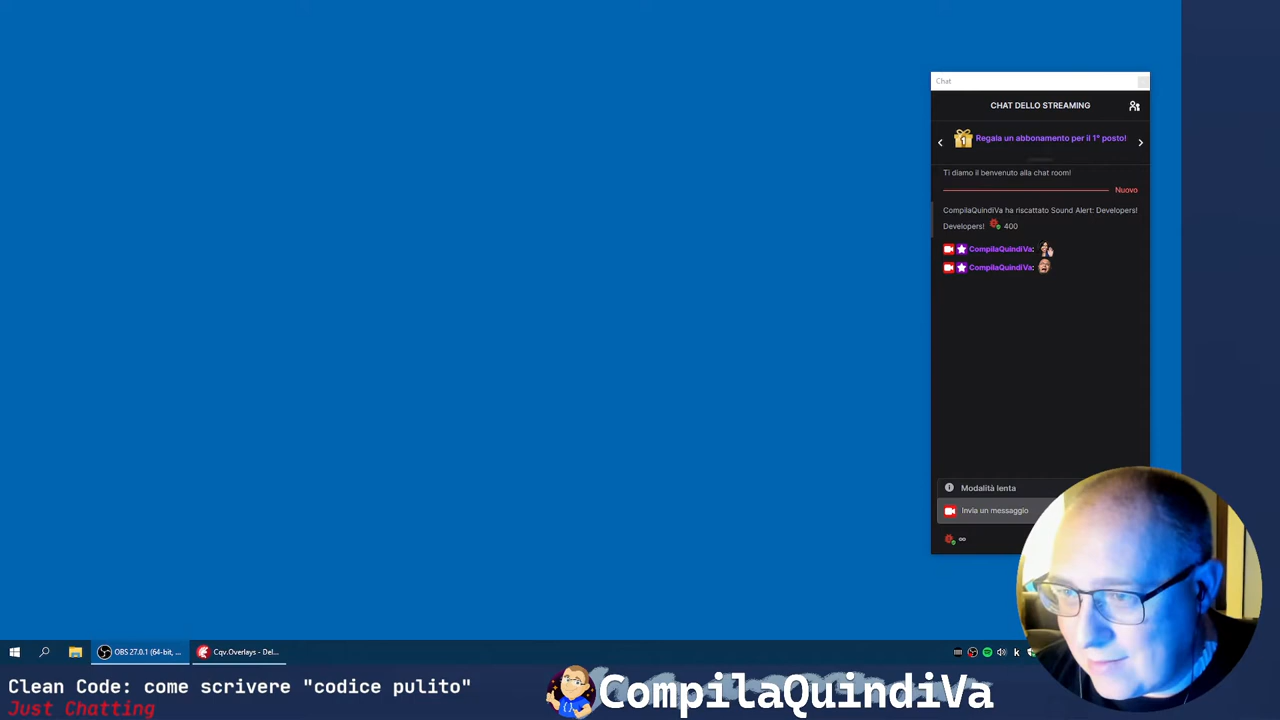 Chat
CHAT DELLO STREAMING
1
Regala un abbonamento per il 1° posto!
Ti diamo il benvenuto alla chat room!
Nuovo
CompilaQuindiVa ha riscattato Sound Alert: Developers!
Developers! 400
CompilaQuindiVa:
CompilaQuindiVa:
Modalità lenta
Invia un messaggio
∞
OBS 27.0.1 (64-bit, ...
Cqv.Overlays - Del...
k
Clean Code: come scrivere "codice pulito"
Just Chatting
{ }
CompilaQuindiVa